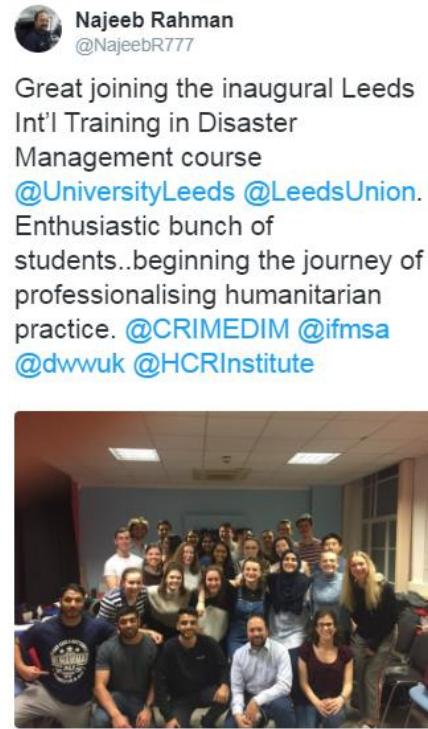 Najeeb Rahman
@NajeebR777
Great joining the inaugural Leeds
Int'l Training in Disaster
Management course
@UniversityLeeds @LeedsUnion.
Enthusiastic bunch of
students..beginning the journey of
professionalising humanitarian
practice. @CRIMEDIM @ifmsa
@dwwuk @HCRInstitute